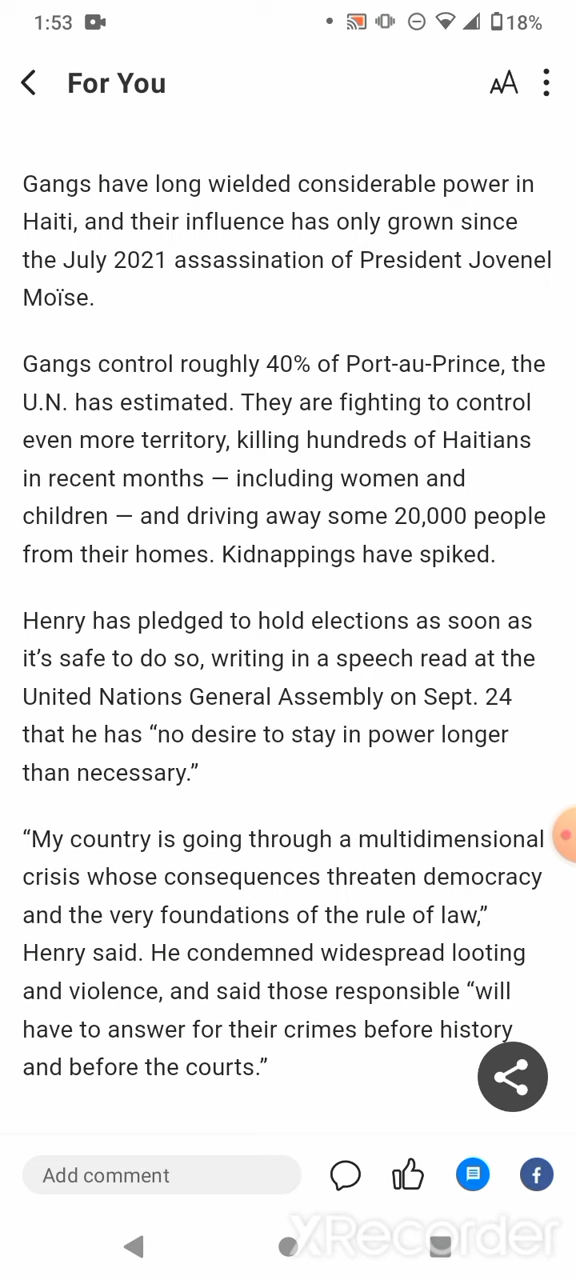 1:53
18%
For You
AA
Gangs have long wielded considerable power in
Haiti, and their influence has only grown since
the July 2021 assassination of President Jovenel
Moïse.
Gangs control roughly 40% of Port-au-Prince, the
U.N. has estimated. They are fighting to control
even more territory, killing hundreds of Haitians
in recent months — including women and
children — and driving away some 20,000 people
from their homes. Kidnappings have spiked.
Henry has pledged to hold elections as soon as
it’s safe to do so, writing in a speech read at the
United Nations General Assembly on Sept. 24
that he has “no desire to stay in power longer
than necessary.”
“My country is going through a multidimensional
crisis whose consequences threaten democracy
and the very foundations of the rule of law,”
Henry said. He condemned widespread looting
and violence, and said those responsible “will
have to answer for their crimes before history
and before the courts.”
Add comment
f
XRecorder